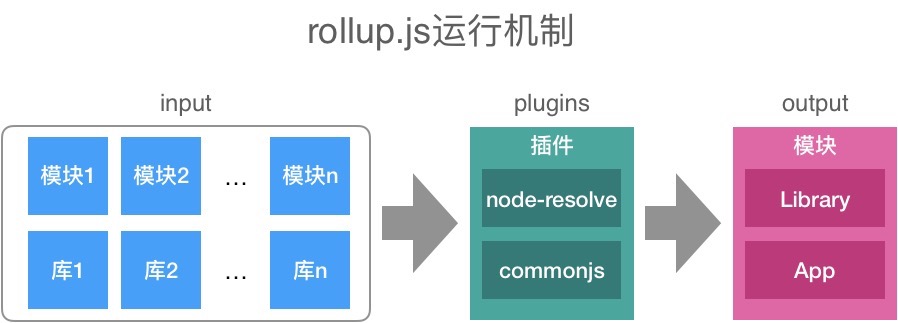 rollup.js运行机制
input
plugins
output
模块1
模块2
...
模块n
库1
库2
...
库n
插件
node-resolve
commonjs
模块
Library
App